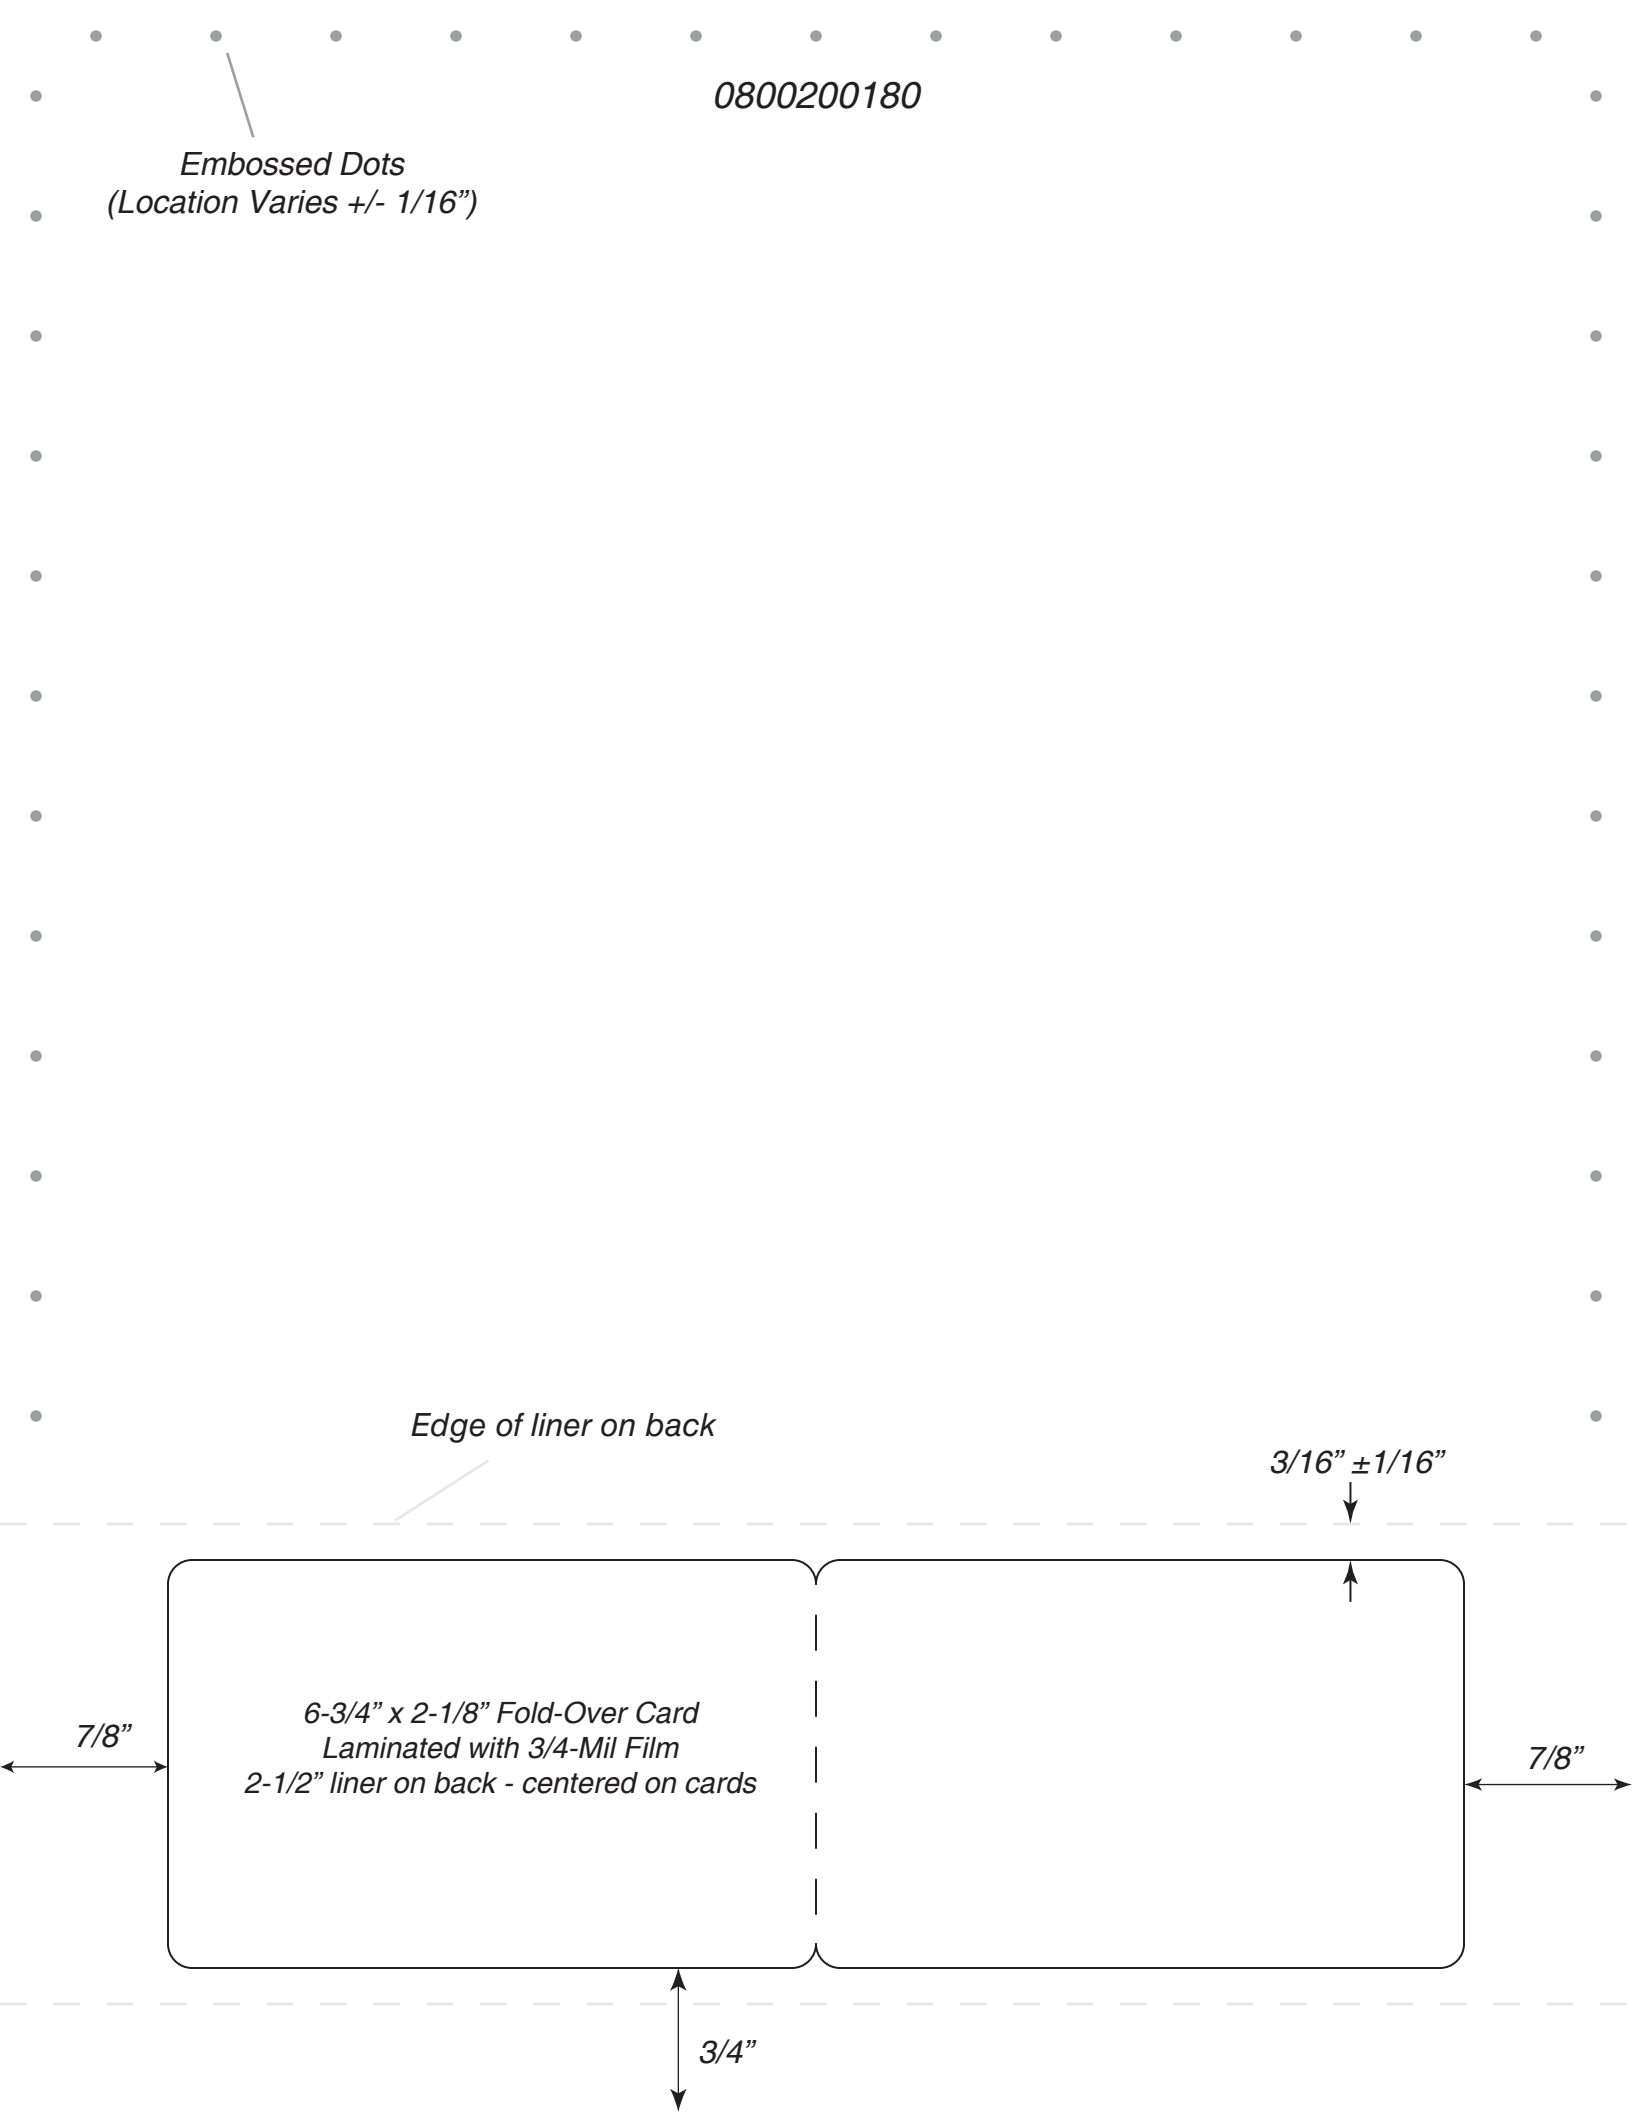 0800200180
Embossed Dots
(Location Varies +/- 1/16”)
Edge of liner on back
3/16” ±1/16”
6-3/4” x 2-1/8” Fold-Over Card
Laminated with 3/4-Mil Film
2-1/2” liner on back - centered on cards
7/8”
7/8”
3/4”